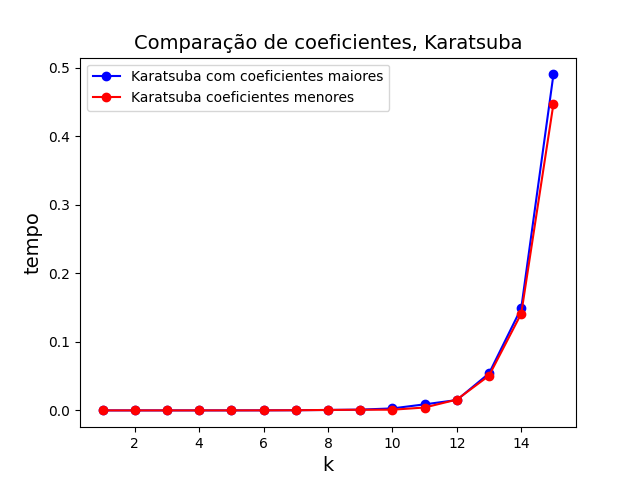 Comparação de coeficientes, Karatsuba
Karatsuba com coeficientes maiores
Karatsuba coeficientes menores
0.5
0.4
0.3
0.2
0.1
0.0
tempo
2 4 6 8 10 12 14
k